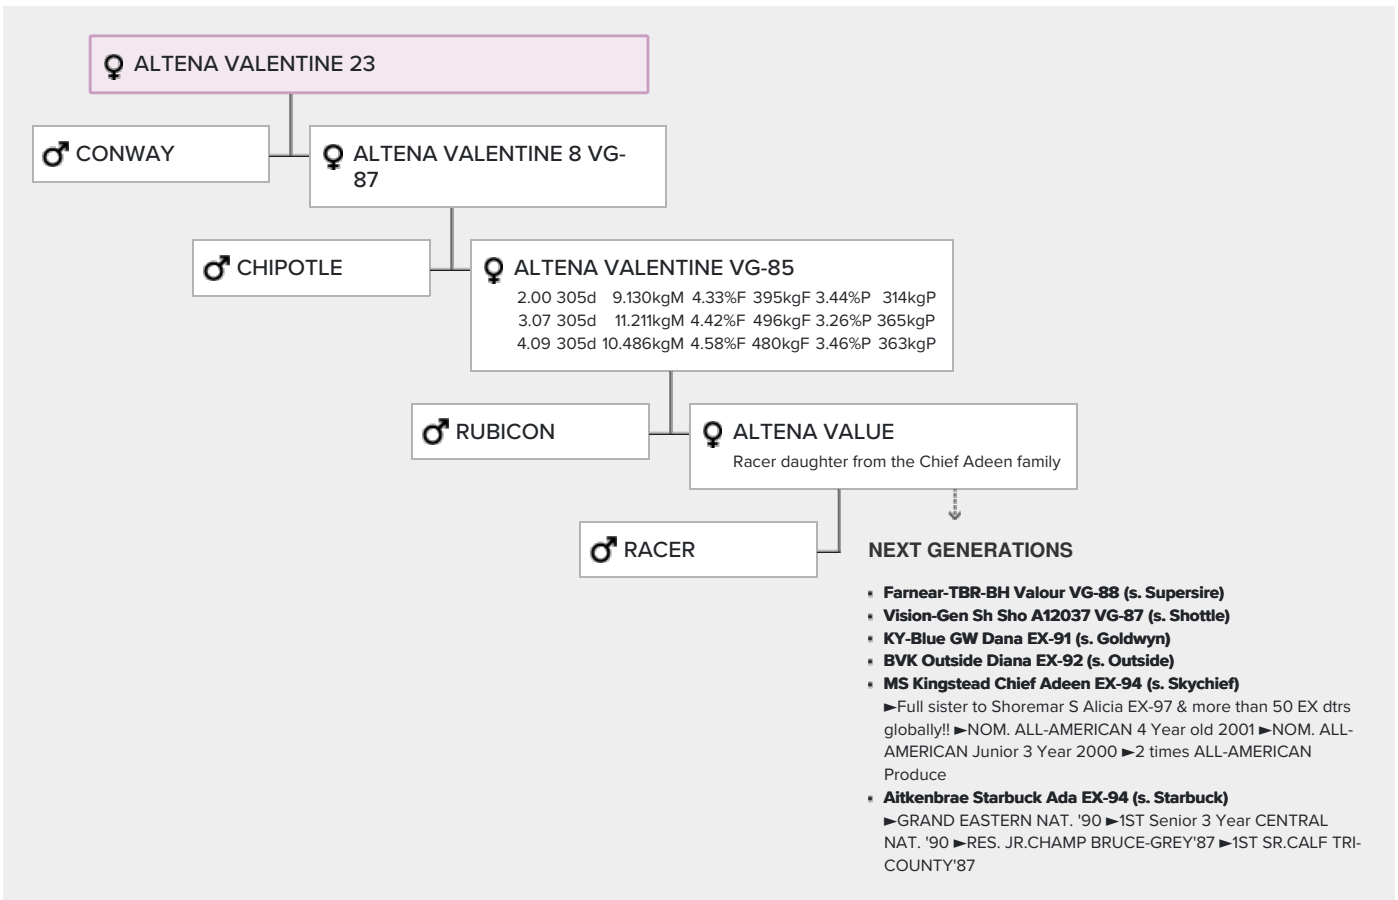 ALTENA VALENTINE 23
CONWAY
ALTENA VALENTINE 8 VG-
87
CHIPOTLE
ALTENA VALENTINE VG-85
2.00 305d 9.130kgM 4.33%F 395kgF 3.44%P 314kgP
3.07 305d 11.211kgM 4.42%F 496kgF 3.26%P 365kgP
4.09 305d 10.486kgM 4.58%F 480kgF 3.46%P 363kgP
RUBICON
ALTENA VALUE
Racer daughter from the Chief Adeen family
RACER
NEXT GENERATIONS
▪ Farnear-TBR-BH Valour VG-88 (s. Supersire)
▪ Vision-Gen Sh Sho A12037 VG-87 (s. Shottle)
▪ KY-Blue GW Dana EX-91 (s. Goldwyn)
▪ BVK Outside Diana EX-92 (s. Outside)
▪ MS Kingstead Chief Adeen EX-94 (s. Skychief)
►Full sister to Shoremar S Alicia EX-97 & more than 50 EX dtrs
globally!! ►NOM. ALL-AMERICAN 4 Year old 2001 ►NOM. ALL-
AMERICAN Junior 3 Year 2000 ►2 times ALL-AMERICAN
Produce
▪ Aitkenbrae Starbuck Ada EX-94 (s. Starbuck)
►GRAND EASTERN NAT. '90 ►1ST Senior 3 Year CENTRAL
NAT. '90 ►RES. JR.CHAMP BRUCE-GREY'87 ►1ST SR.CALF TRI-
COUNTY'87